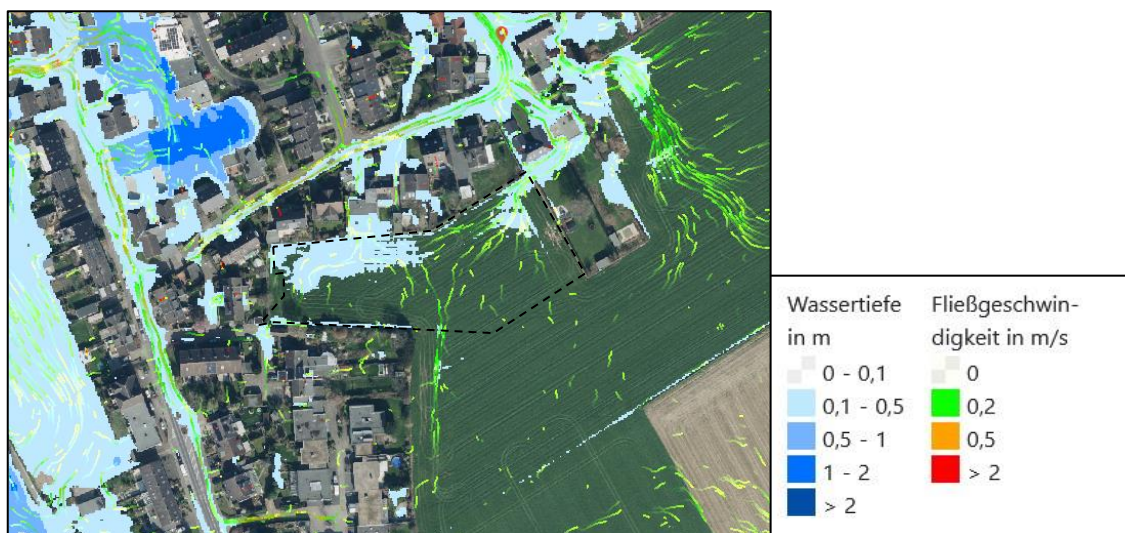 Wassertiefe
in m
0 - 0,1
0,1 - 0,5
0,5 - 1
1 - 2
> 2
Fließgeschwin-
digkeit in m/s
0
0,2
0,5
> 2